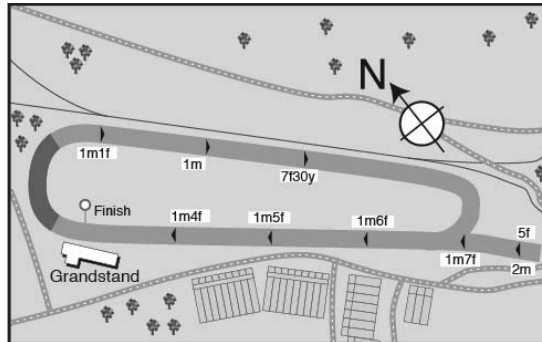 N
1m1f
1m
7f30y
Finish
1m4f
1m5f
1m6f
5f
1m7f
2m
Grandstand